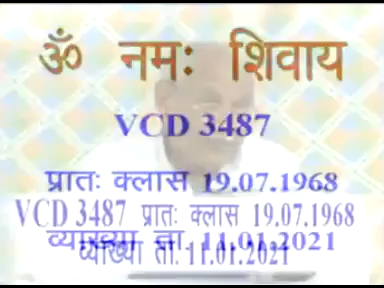 ॐ नमः शिवाय
VCD 3487
प्रातः क्लास 19.07.1968
VCD 3487 प्रातः क्लास 19.07.1968
व्याख्या ता. 11.01.2021
व्याख्या ता. 11.01.2021